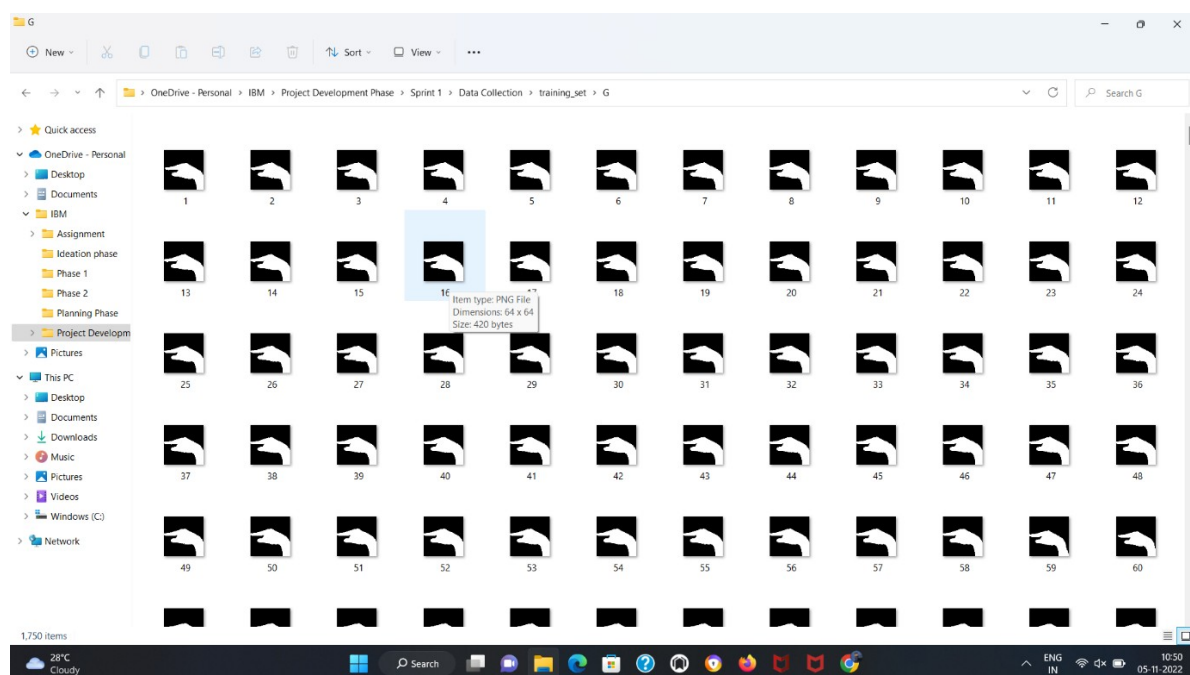 G
New Sort View
OneDrive - Personal > IBM > Project Development Phase > Sprint 1 > Data Collection > training_set > G
Search G
Quick access
OneDrive - Personal
Desktop
Documents
IBM
Assignment
Ideation phase
Phase 1
Phase 2
Planning Phase
Project Developm
Pictures
This PC
Desktop
Documents
Downloads
Music
Pictures
Videos
Windows (C:)
Network
1 2 3 4 5 6 7 8 9 10 11 12
13 14 15 16 17 18 19 20 21 22 23 24
Item type: PNG File
Dimensions: 64 x 64
Size: 420 bytes
25 26 27 28 29 30 31 32 33 34 35 36
37 38 39 40 41 42 43 44 45 46 47 48
49 50 51 52 53 54 55 56 57 58 59 60
1,750 items
28°C
Cloudy
Search
ENG
IN
10:50
05-11-2022